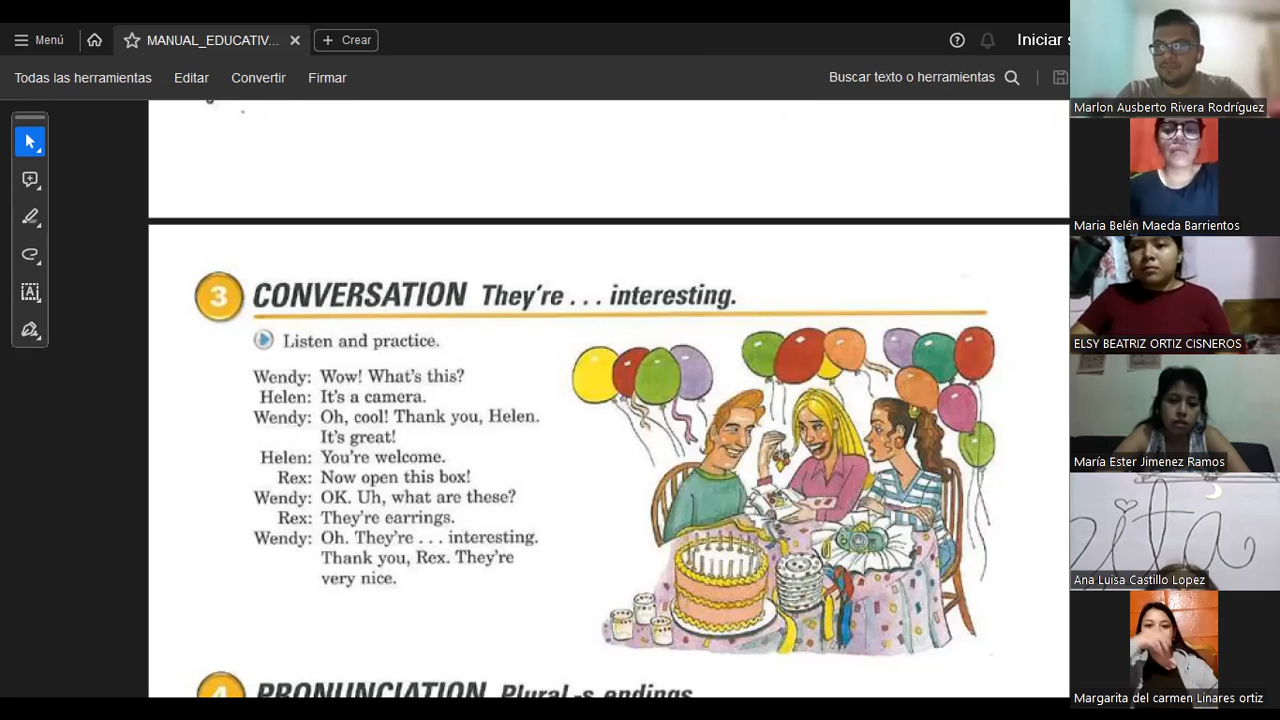 Menú
MANUAL_EDUCATIV...
Crear
Iniciar s
Todas las herramientas
Editar
Convertir
Firmar
Buscar texto o herramientas
3 CONVERSATION They're . . . interesting.
Listen and practice.
Wendy: Wow! What's this?
Helen: It's a camera.
Wendy: Oh, cool! Thank you, Helen.
It's great!
Helen: You're welcome.
Rex: Now open this box!
Wendy: OK. Uh, what are these?
Rex: They're earrings.
Wendy: Oh. They're . . . interesting.
Thank you, Rex. They're
very nice.
4 PRONUNCIATION Plural -s endings
Marlon Ausberto Rivera Rodríguez
Maria Belén Maeda Barrientos
ELSY BEATRIZ ORTIZ CISNEROS
María Ester Jimenez Ramos
Ana Luisa Castillo Lopez
Margarita del carmen Linares ortiz